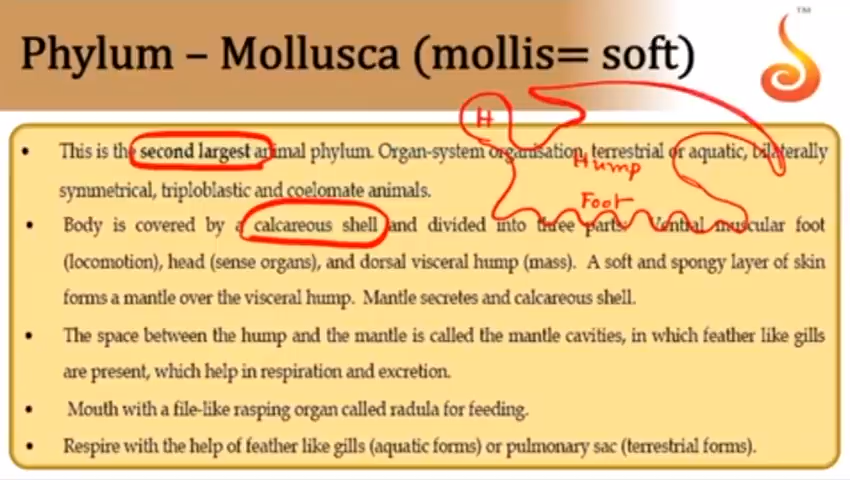 TM
Phylum – Mollusca (mollis= soft)
H
• This is the second largest animal phylum. Organ-system organisation, terrestrial or aquatic, bilaterally
Hump
symmetrical, triploblastic and coelomate animals.
Foot
• Body is covered by a calcareous shell and divided into three parts. Ventral muscular foot
(locomotion), head (sense organs), and dorsal visceral hump (mass). A soft and spongy layer of skin
forms a mantle over the visceral hump. Mantle secretes and calcareous shell.
• The space between the hump and the mantle is called the mantle cavities, in which feather like gills
are present, which help in respiration and excretion.
• Mouth with a file-like rasping organ called radula for feeding.
• Respire with the help of feather like gills (aquatic forms) or pulmonary sac (terrestrial forms).